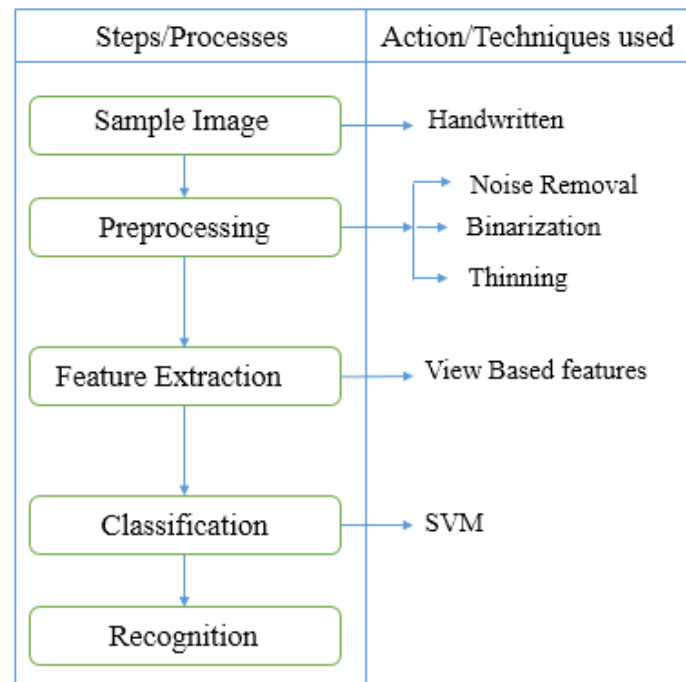 Steps/Processes
Action/Techniques used
Sample Image
Handwritten
Noise Removal
Preprocessing
Binarization
Thinning
Feature Extraction
View Based features
Classification
SVM
Recognition